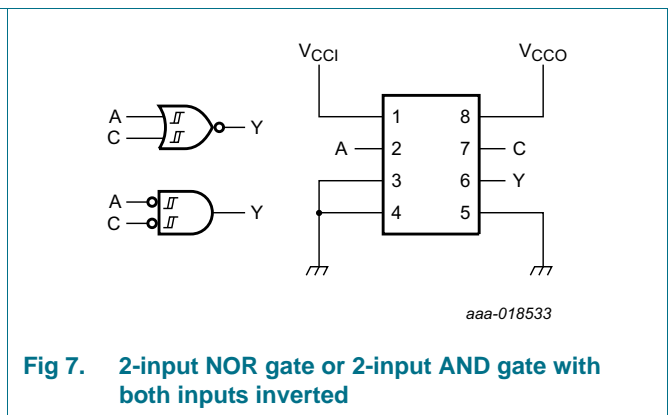 VCCI VCCO
A
C
Y
A
C
Y
1 8
A 2 7 C
3 6 Y
4 5
aaa-018533
Fig 7. 2-input NOR gate or 2-input AND gate with
both inputs inverted